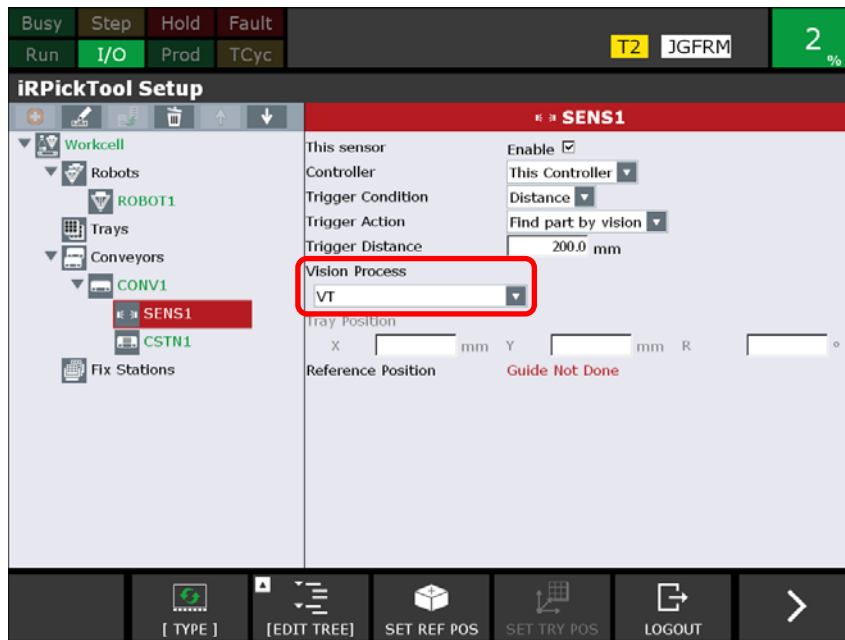 Busy Step Hold Fault
Run I/O Prod TCyc
T2 JGFRM
2 %
iRPickTool Setup
SENS1
Workcell
Robots
ROBOT1
Trays
Conveyors
CONV1
SENS1
CSTN1
Fix Stations
This sensor Enable
Controller This Controller
Trigger Condition Distance
Trigger Action Find part by vision
Trigger Distance 200.0 mm
Vision Process
VT
Tray Position
X mm Y mm R °
Reference Position Guide Not Done
[ TYPE ] [EDIT TREE] SET REF POS SET TRY POS LOGOUT >